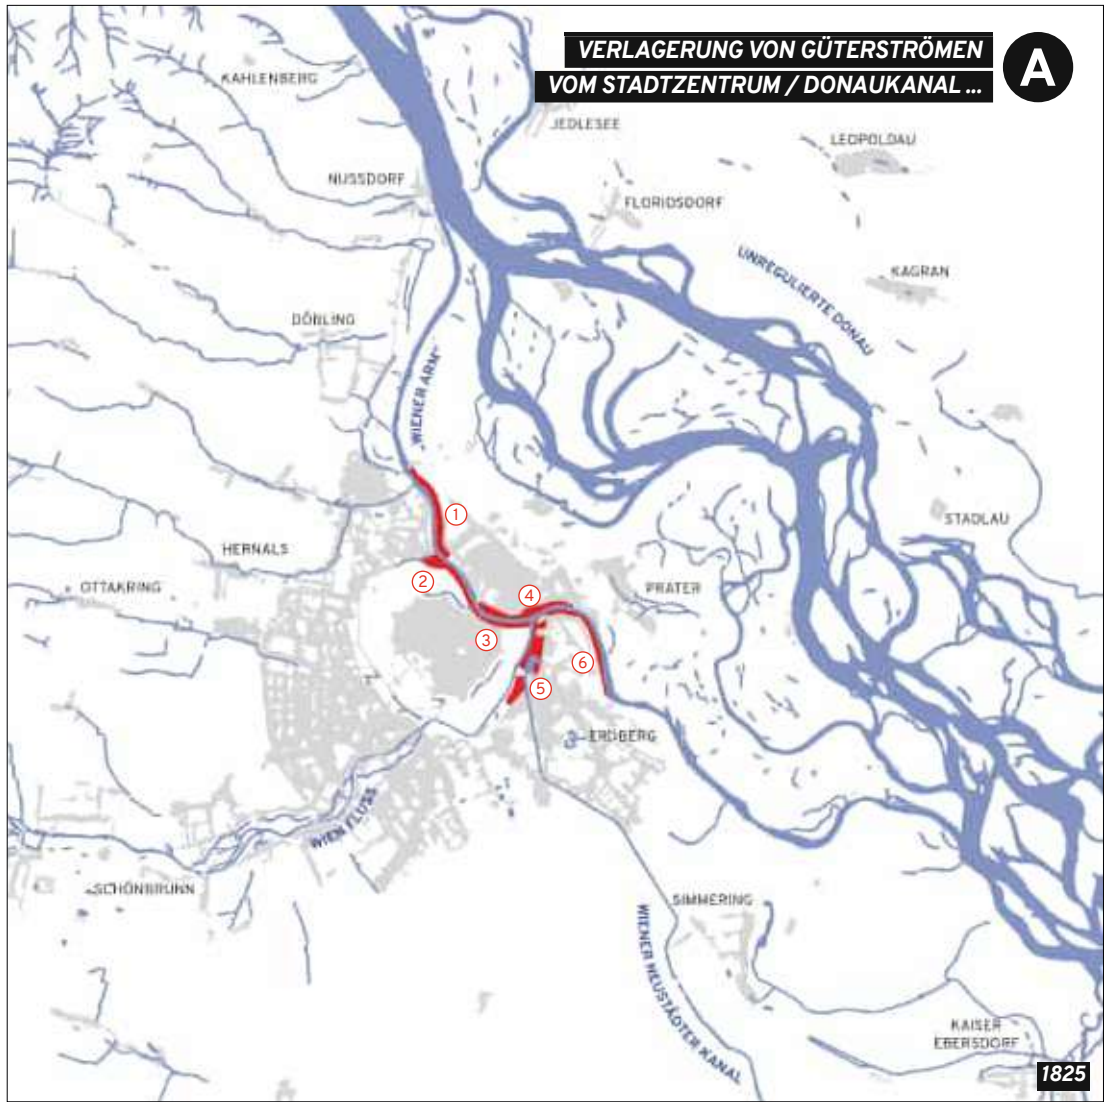 VERLAGERUNG VON GÜTERSTRÖMEN
VOM STADTZENTRUM / DONAUKANAL ...
A
KAHLENBERG
JEDLESEE
LEOPOLDAU
NUSSDORF
FLORIDSDORF
UNREGULIERTE DONAU
KAGRAN
DÖBLING
"WIENER ARM"
1
STADLAU
HERNALS
2
OTTAKRING
4
PRATER
3
6
5
ERDBERG
WIEN FLUSS
SCHÖNBRUNN
SIMMERING
WIENER NEUSTÄDTER KANAL
KAISER
EBERSDORF
1825